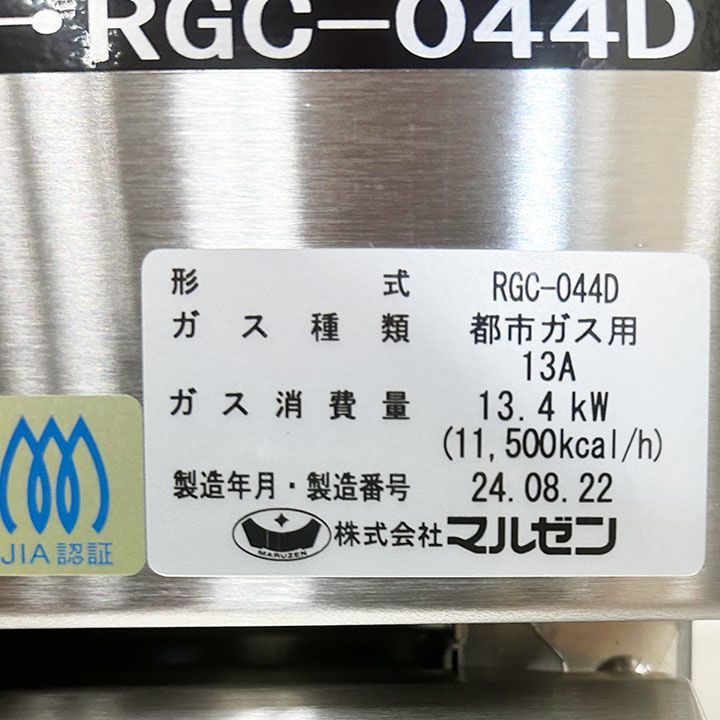 RGC-044D
形式 RGC-044D
ガス種類 都市ガス用
13A
ガス消費量 13.4 kW
(11,500kcal/h)
製造年月・製造番号 24.08.22
MARUZEN 株式会社マルゼン
JIA認証